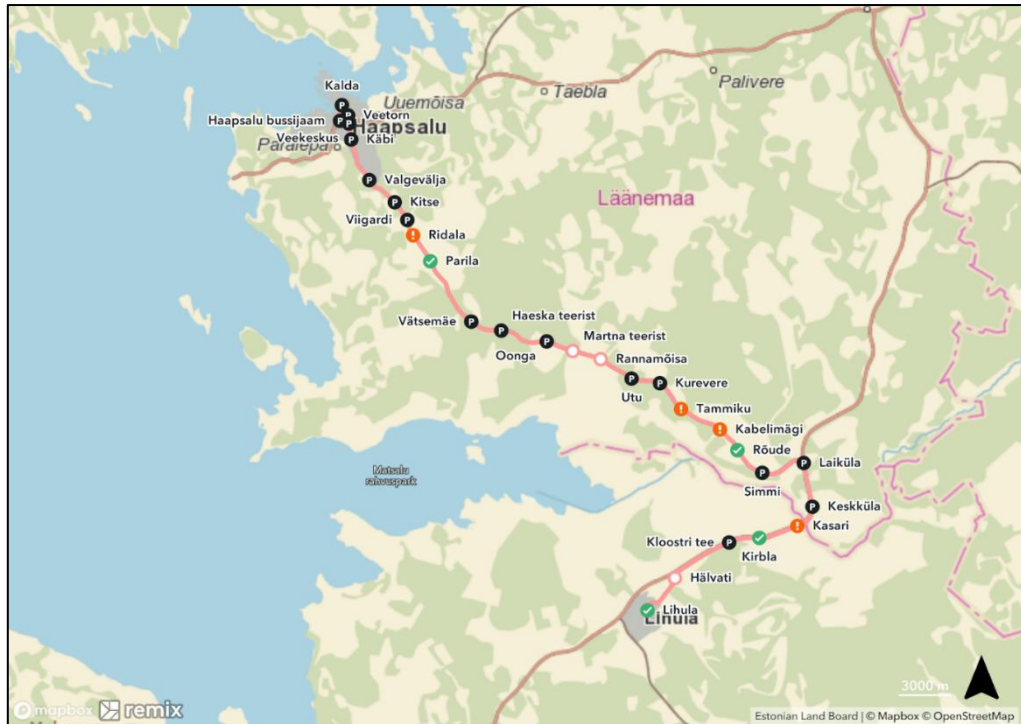 Palivere
Taebla
Kalda
Uuemõisa
Veetorn
Haapsalu bussijaam
Haapsalu
Veekeskus
Käbi
Paralepa
Valgevälja
Läänemaa
Kitse
Viigardi
Ridala
Parila
Vätsemäe
Haeska teerist
Martna teerist
Oonga
Rannamõisa
Utu
Kurevere
Tammiku
Kabelimägi
Rõude
Laiküla
Matsalu
rahvuspark
Simmi
Keskküla
Kasari
Kloostri tee
Kirbla
Hälvati
Lihula
Lihula
3000 m
mapbox
remix
Estonian Land Board | © Mapbox © OpenStreetMap